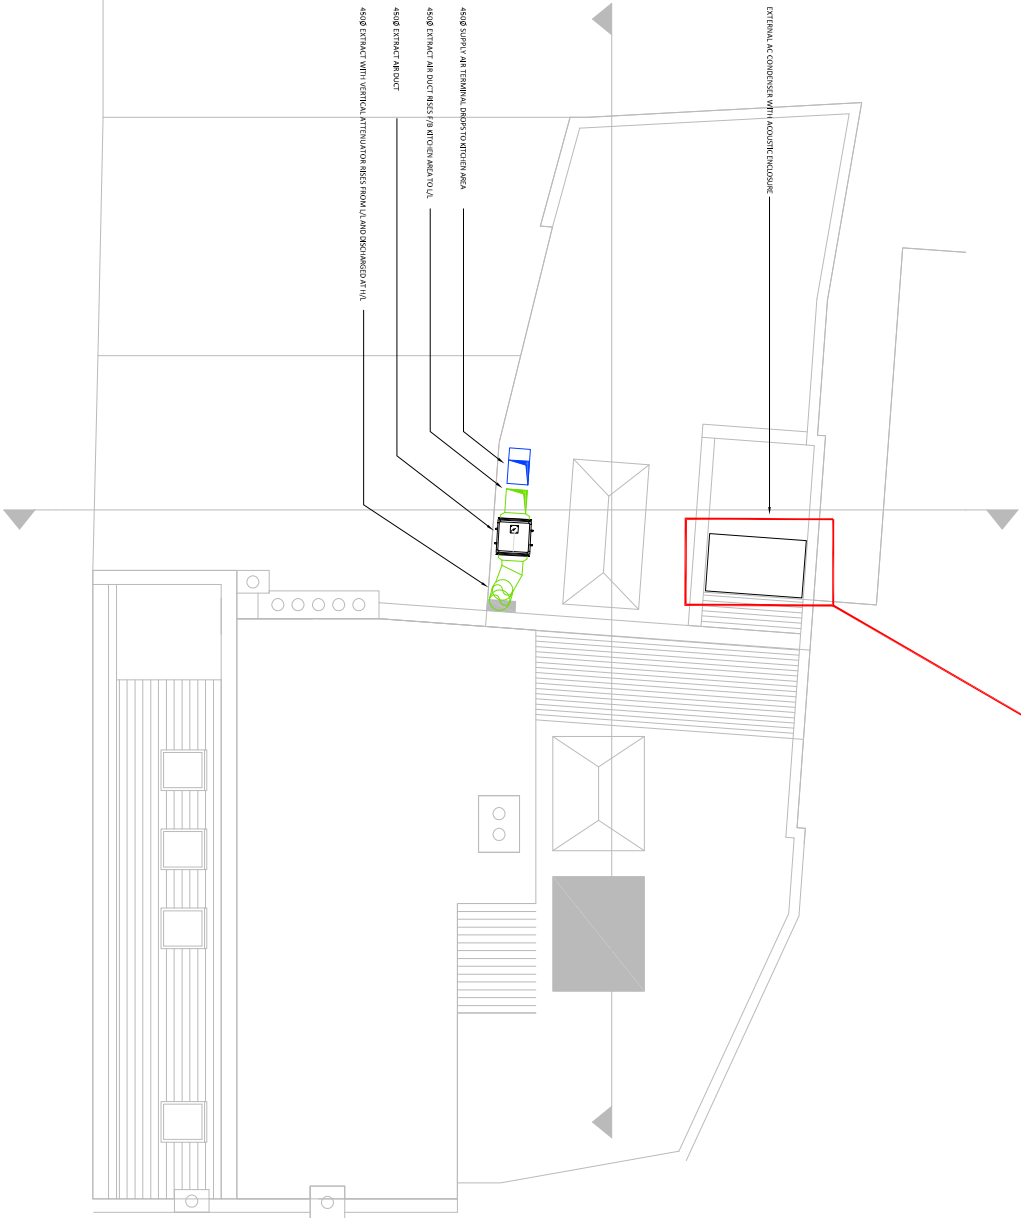 EXTERNAL AC CONDENSER WITH ACOUSTIC ENCLOSURE
450Ø SUPPLY AIR TERMINAL DROPS TO KITCHEN AREA
450Ø EXTRACT AIR DUCT RISES F/B KITCHEN AREA TO L/L
450Ø EXTRACT AIR DUCT
450Ø EXTRACT WITH VERTICAL ATTENUATOR RISES FROM L/L AND DISCHARGED AT H/L